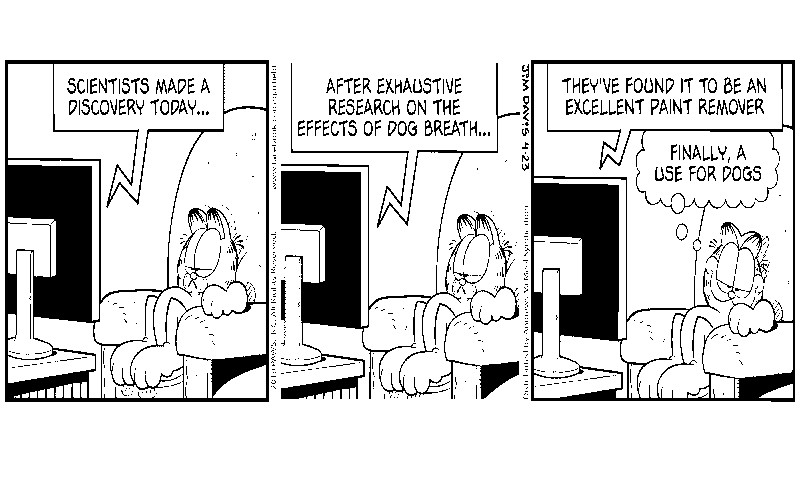 SCIENTISTS MADE A
DISCOVERY TODAY...
AFTER EXHAUSTIVE
RESEARCH ON THE
EFFECTS OF DOG BREATH...
JIM DAVIS 4-23
THEY'VE FOUND IT TO BE AN
EXCELLENT PAINT REMOVER
FINALLY, A
USE FOR DOGS